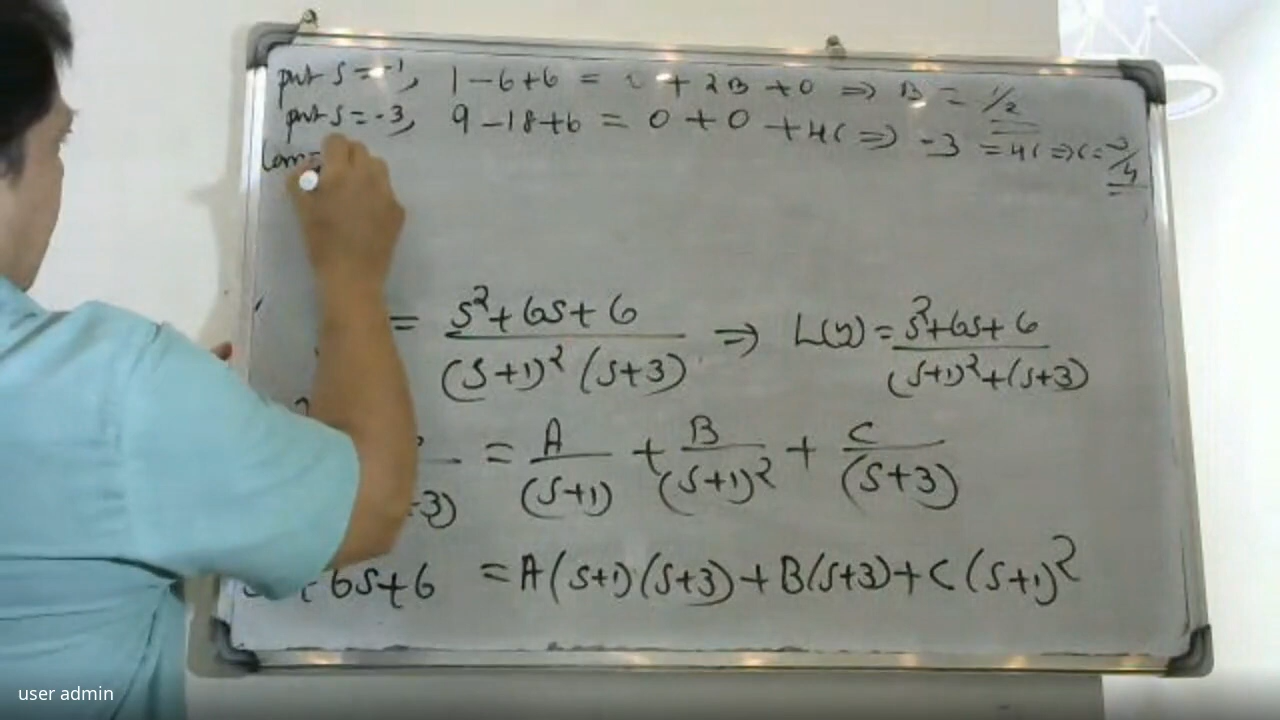 put s = -1, 1 - 6 + 6 = 0 + 2B + 0 ⇒ B = 1/2
put s = -3, 9 - 18 + 6 = 0 + 0 + 4C ⇒ -3 = 4C ⇒ C = -3/4
= s²+6s+6 / (s+1)² (s+3) ⇒ L(y) = s²+6s+6 / (s+1)²+(s+3)
3) = A/(s+1) + B/(s+1)² + C/(s+3)
6s+6 = A(s+1)(s+3)+B(s+3)+C(s+1)²
user admin